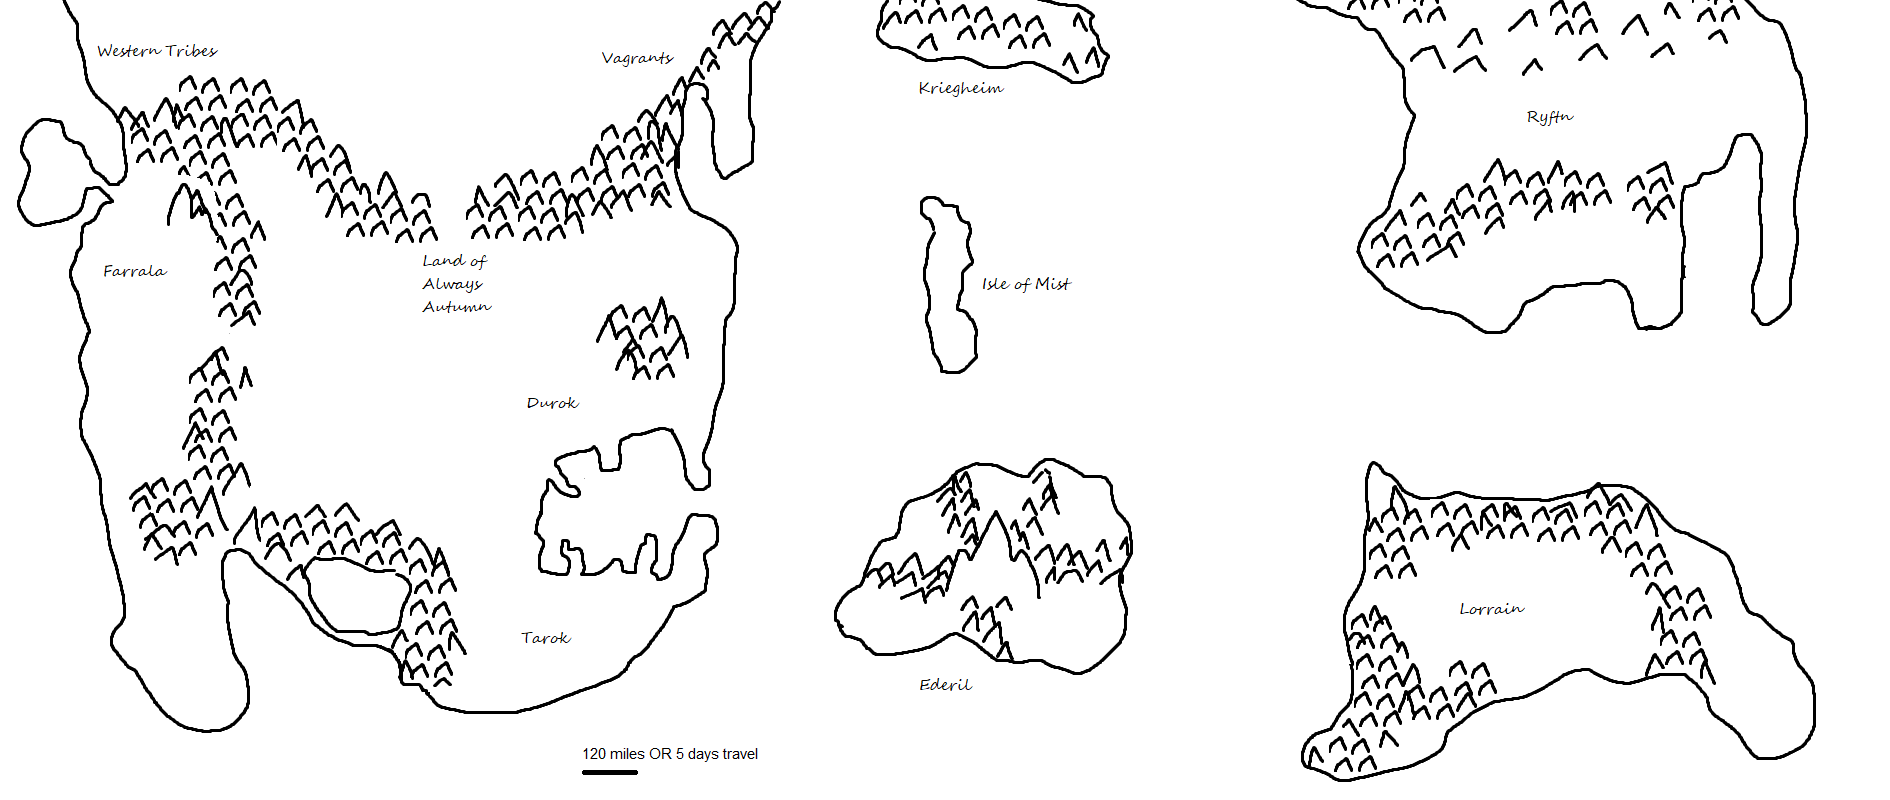 Western Tribes
Vagrants
Kriegheim
Ryftn
Farrala
Land of
Always
Autumn
Isle of Mist
Durok
Lorrain
Tarok
Ederil
120 miles OR 5 days travel